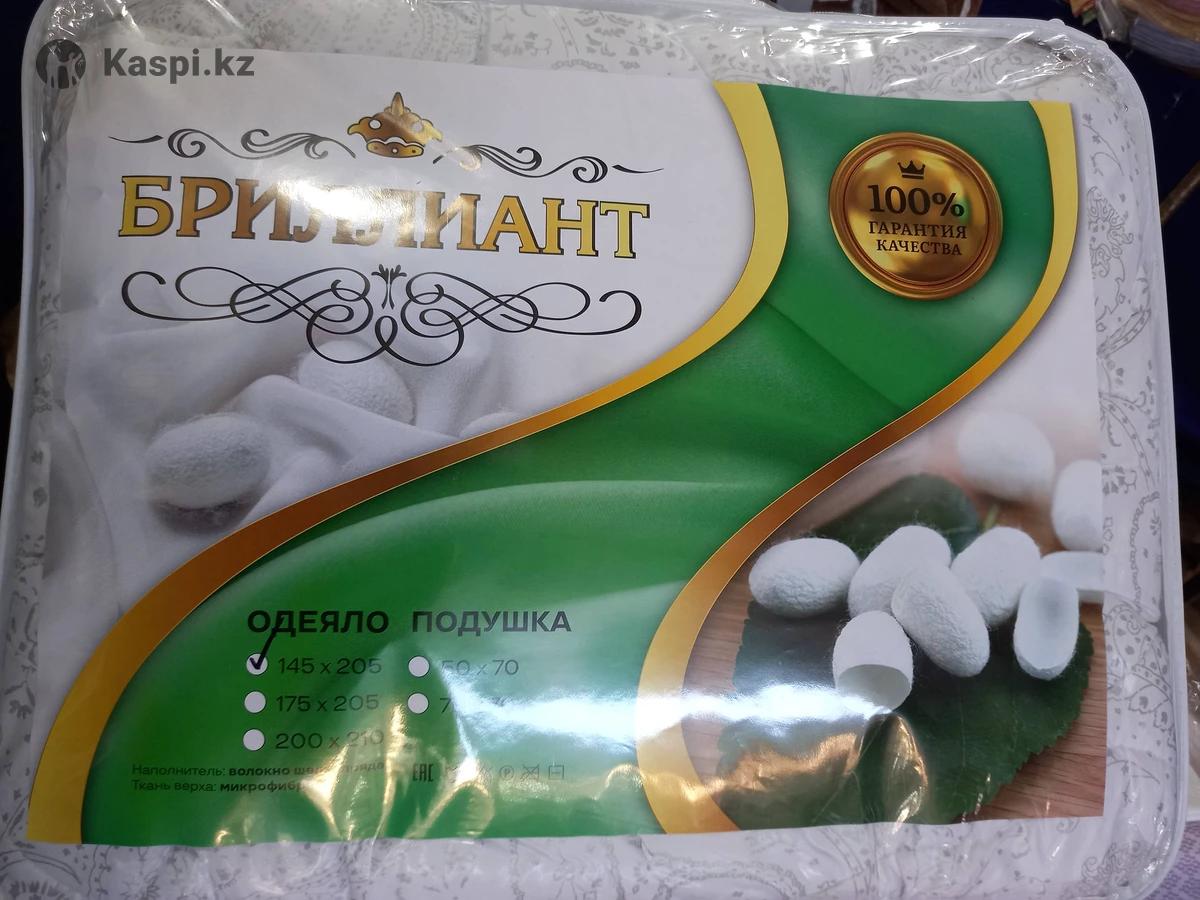 Kaspi.kz
БРИЛЛИАНТ
100%
ГАРАНТИЯ
КАЧЕСТВА
ОДЕЯЛО ПОДУШКА
145 x 205 50 x 70
175 x 205
200 x 210
Наполнитель: волокно EAC
Ткань верха: